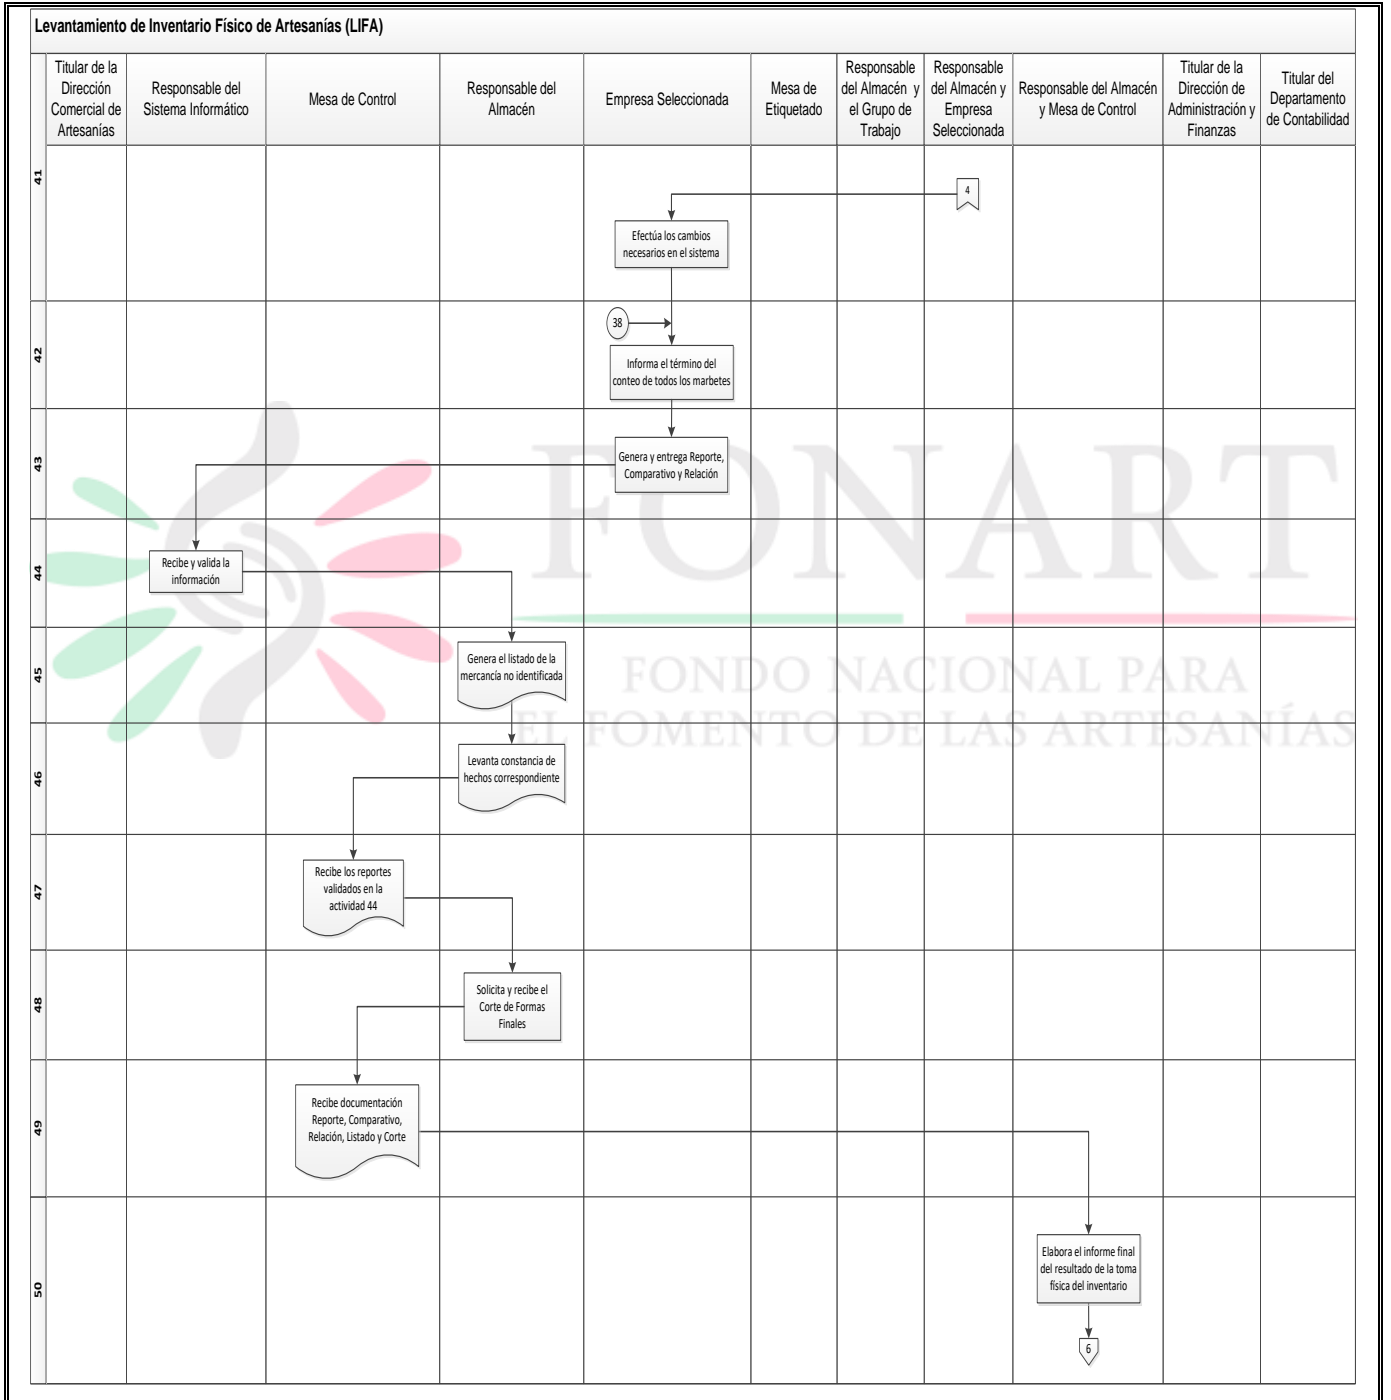 Levantamiento de Inventario Físico de Artesanías (LIFA)
Titular de la
Dirección
Comercial de
Artesanías
Responsable del
Sistema Informático
Mesa de Control
Responsable del
Almacén
Empresa Seleccionada
Mesa de
Etiquetado
Responsable
del Almacén y
el Grupo de
Trabajo
Responsable
del Almacén y
Empresa
Seleccionada
Responsable del Almacén
y Mesa de Control
Titular de la
Dirección de
Administración y
Finanzas
Titular del
Departamento
de Contabilidad
41
4
Efectúa los cambios
necesarios en el sistema
42
38
Informa el término del
conteo de todos los marbetes
43
Genera y entrega Reporte,
Comparativo y Relación
FONART
44
Recibe y valida la
información
45
Genera el listado de la
mercancía no identificada
FONDO NACIONAL PARA
EL FOMENTO DE LAS ARTESANÍAS
46
Levanta constancia de
hechos correspondiente
47
Recibe los reportes
validados en la
actividad 44
48
Solicita y recibe el
Corte de Formas
Finales
49
Recibe documentación
Reporte, Comparativo,
Relación, Listado y Corte
50
Elabora el informe final
del resultado de la toma
física del inventario
6